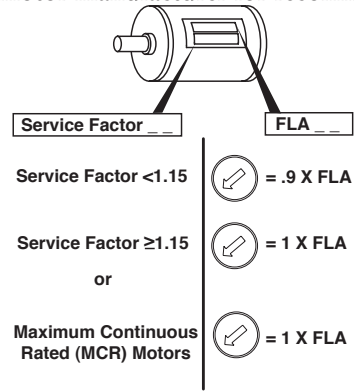 Service Factor _ _
FLA _ _
Service Factor <1.15
= .9 X FLA
Service Factor ≥1.15
= 1 X FLA
or
Maximum Continuous
Rated (MCR) Motors
= 1 X FLA